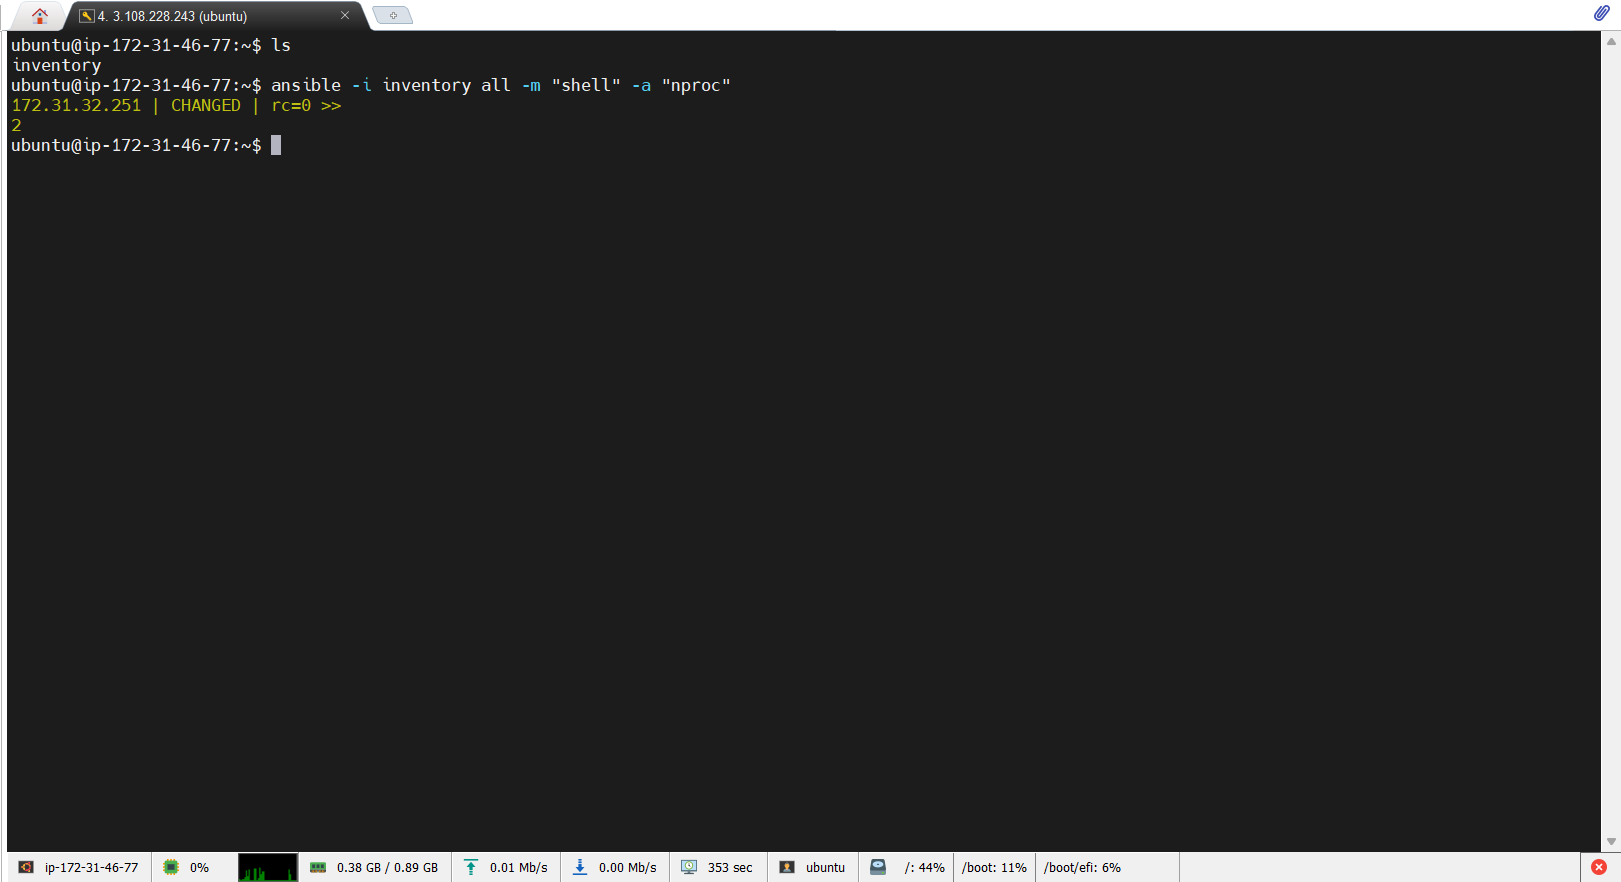 4. 3.108.228.243 (ubuntu)
ubuntu@ip-172-31-46-77:~$ ls
inventory
ubuntu@ip-172-31-46-77:~$ ansible -i inventory all -m "shell" -a "nproc"
172.31.32.251 | CHANGED | rc=0 >>
2
ubuntu@ip-172-31-46-77:~$
ip-172-31-46-77 0% 0.38 GB / 0.89 GB 0.01 Mb/s 0.00 Mb/s 353 sec ubuntu /: 44% /boot: 11% /boot/efi: 6%